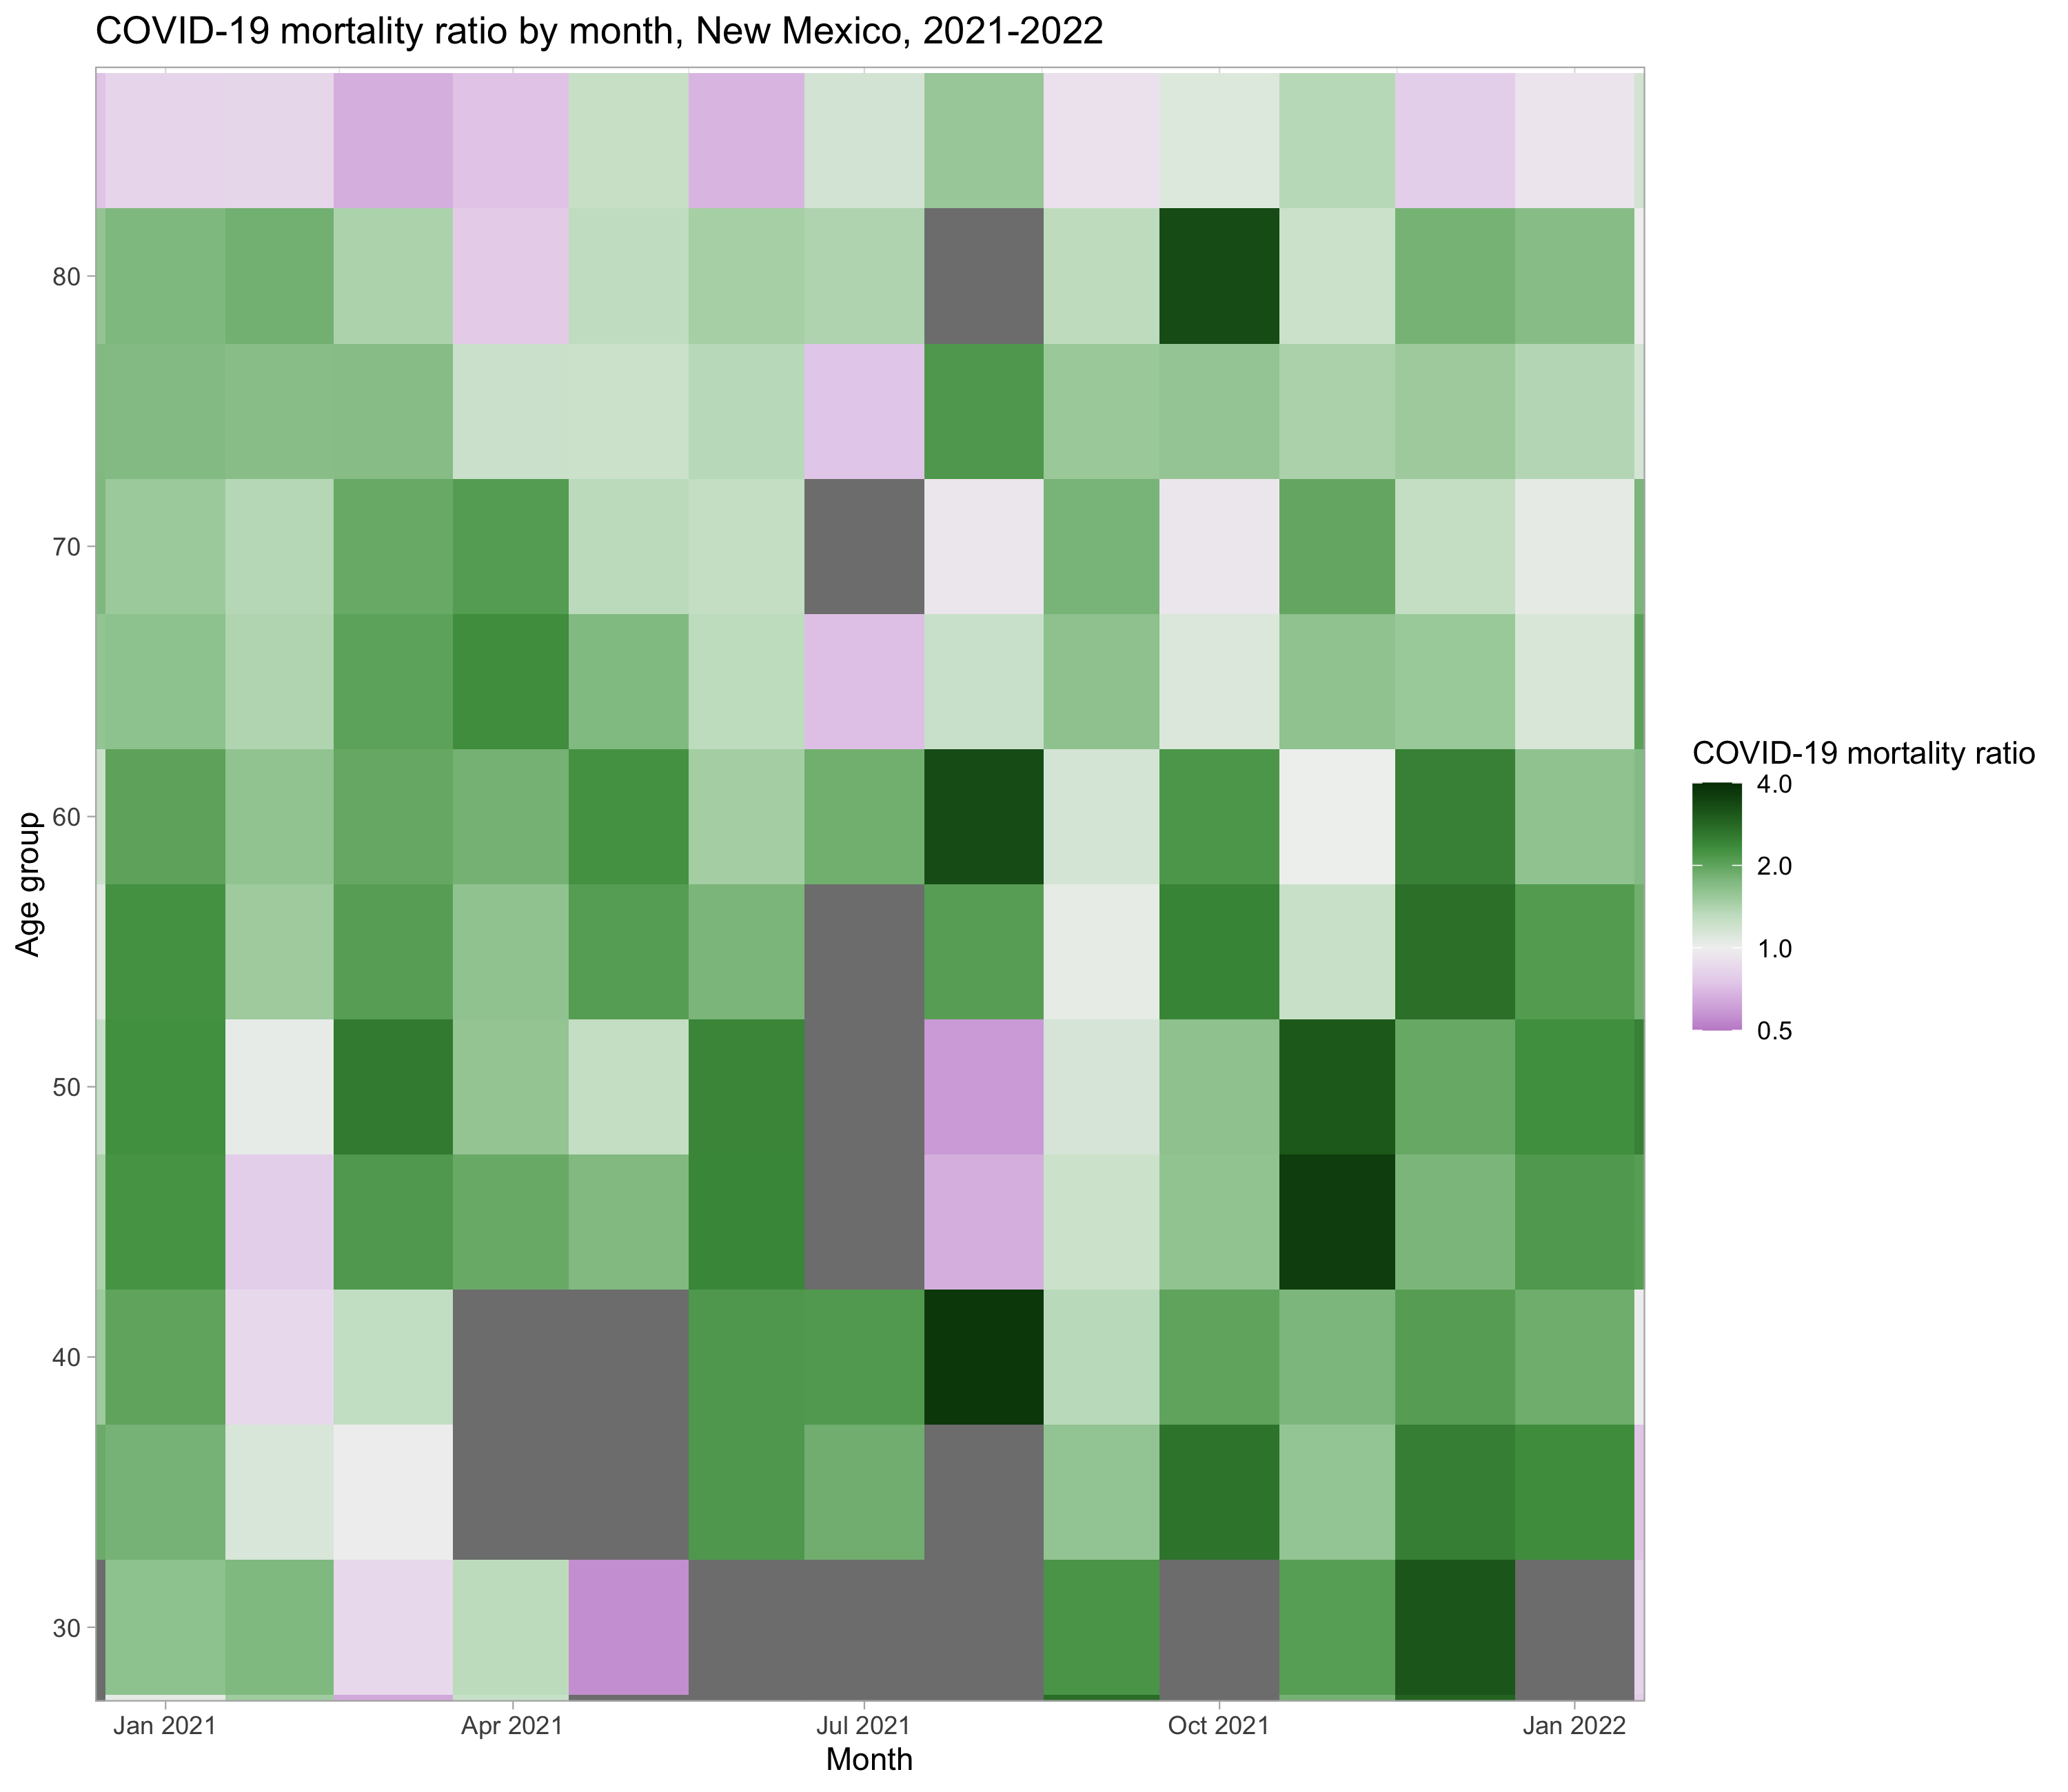 COVID-19 mortality ratio by month, New Mexico, 2021-2022
80
70
60
50
40
30
Age group
Jan 2021
Apr 2021
Jul 2021
Oct 2021
Jan 2022
Month
COVID-19 mortality ratio
4.0
2.0
1.0
0.5